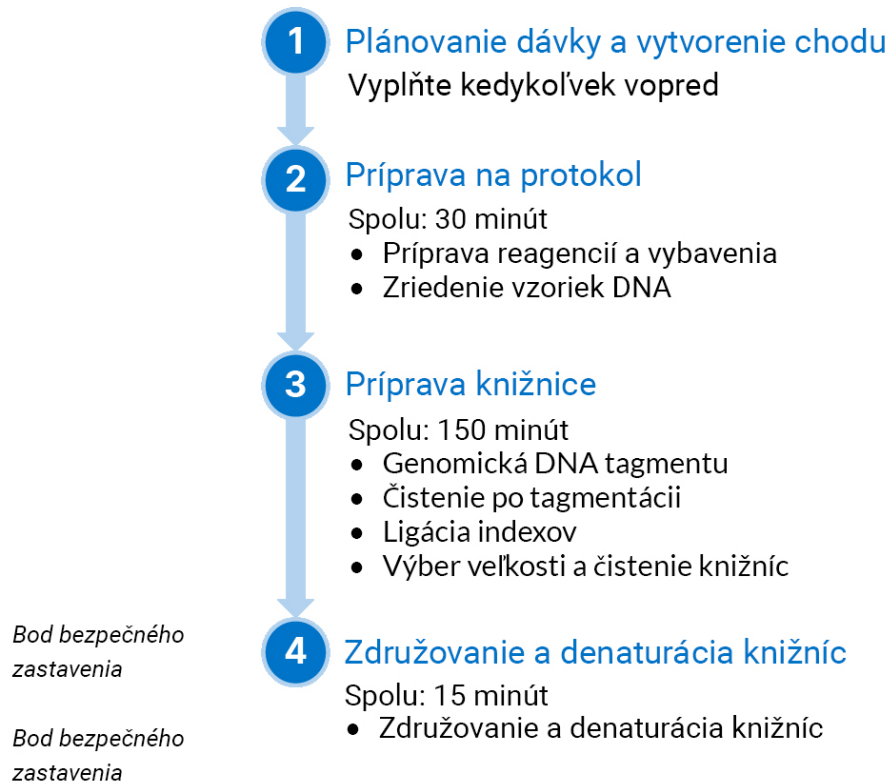 1 Plánovanie dávky a vytvorenie chodu
Vyplňte kedykoľvek vopred
2 Príprava na protokol
Spolu: 30 minút
• Príprava reagencií a vybavenia
• Zriedenie vzoriek DNA
3 Príprava knižnice
Spolu: 150 minút
• Genomická DNA tagmentu
• Čistenie po tagmentácii
• Ligácia indexov
• Výber veľkosti a čistenie knižníc
Bod bezpečného
zastavenia
4 Združovanie a denaturácia knižníc
Spolu: 15 minút
• Združovanie a denaturácia knižníc
Bod bezpečného
zastavenia